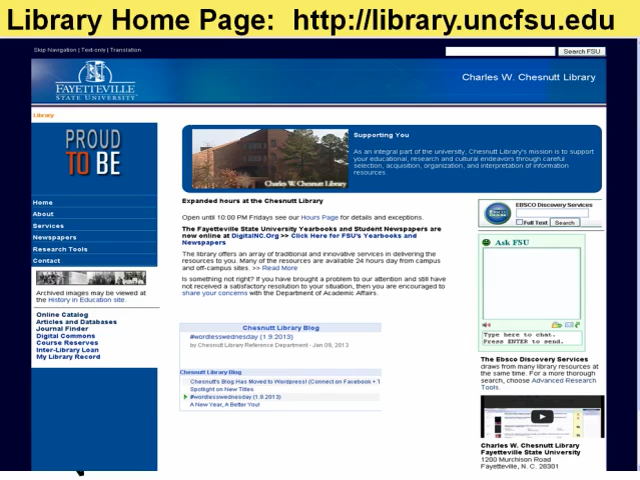 Library Home Page:  http://library.uncfsu.edu
Skip Navigation | Text-only | Translation
Search FSU
FAYETTEVILLE
STATE UNIVERSITY
Charles W. Chesnutt Library
Library
PROUD
TO BE
Home
About
Services
Newspapers
Research Tools
Contact
Archived images may be viewed at
the History in Education site.
Online Catalog
Articles and Databases
Journal Finder
Digital Commons
Course Reserves
Inter-Library Loan
My Library Record
Charles W. Chesnutt Library
Supporting You
As an integral part of the university, Chesnutt Library's mission is to support
your educational, research and cultural endeavors through careful
selection, acquisition, organization, and interpretation of information
resources.
Expanded hours at the Chesnutt Library
Open until 10:00 PM Fridays see our Hours Page for details and exceptions.
The Fayetteville State University Yearbooks and Student Newspapers are
now online at DigitalNC.Org >> Click Here for FSU's Yearbooks and
Newspapers
The library offers an array of traditional and innovative services in delivering the
resources to you. Many of the resources are available 24 hours day from campus
and off-campus sites. >> Read More
Is something not right? If you have brought a problem to our attention and still have
not received a satisfactory resolution to your situation, then you are encouraged to
share your concerns with the Department of Academic Affairs.
Chesnutt Library Blog
#wordlesswednesday (1.9.2013)
by Chesnutt Library Reference Department - Jan 09, 2013
Chesnutt Library Blog
Chesnutt's Blog Has Moved to Wordpress! (Connect on Facebook + T
Spotlight on New Titles
#wordlesswednesday (1.9.2013)
A New Year, A Better You!
EBSCO Discovery Services
Full Text
Search
Ask FSU
Type here to chat.
Press ENTER to send.
The Ebsco Discovery Services
draws from many library resources at
the same time. For a more thorough
search, choose Advanced Research
Tools.
Charles W. Chesnutt Library
Fayetteville State University
1200 Murchison Road
Fayetteville, N. C. 28301